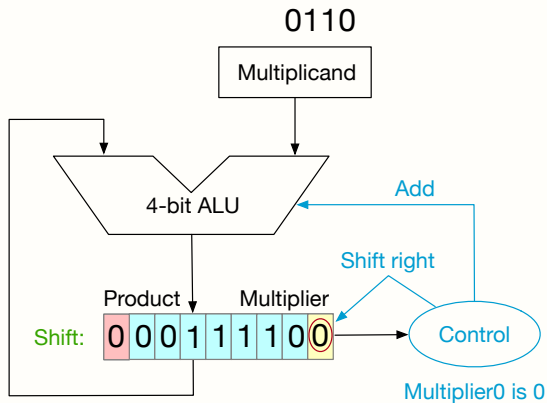 0110
Multiplicand
4-bit ALU
Add
Shift right
Product Multiplier
Shift: 0 0 0 1 1 1 1 0 0
Control
Multiplier0 is 0